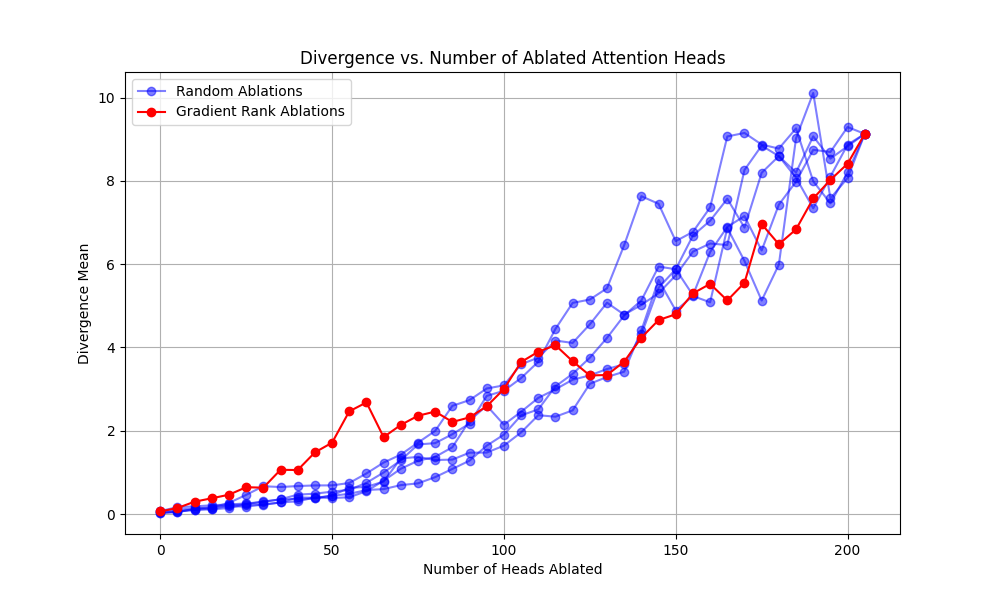 Divergence vs. Number of Ablated Attention Heads
Random Ablations
Gradient Rank Ablations
10
8
6
4
2
0
Divergence Mean
0 50 100 150 200
Number of Heads Ablated